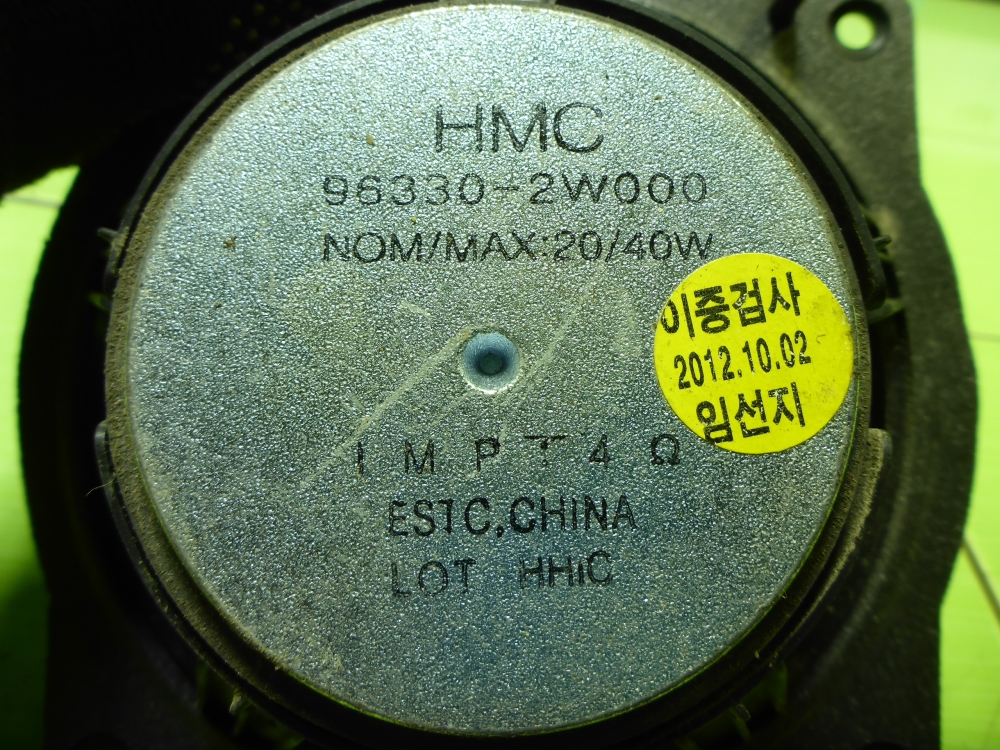 HMC
96330-2W000
NOM/MAX:20/40W
이중검사
2012.10.02
임선지
IMPT4Ω
ESTC,CHINA
LOT HHIC